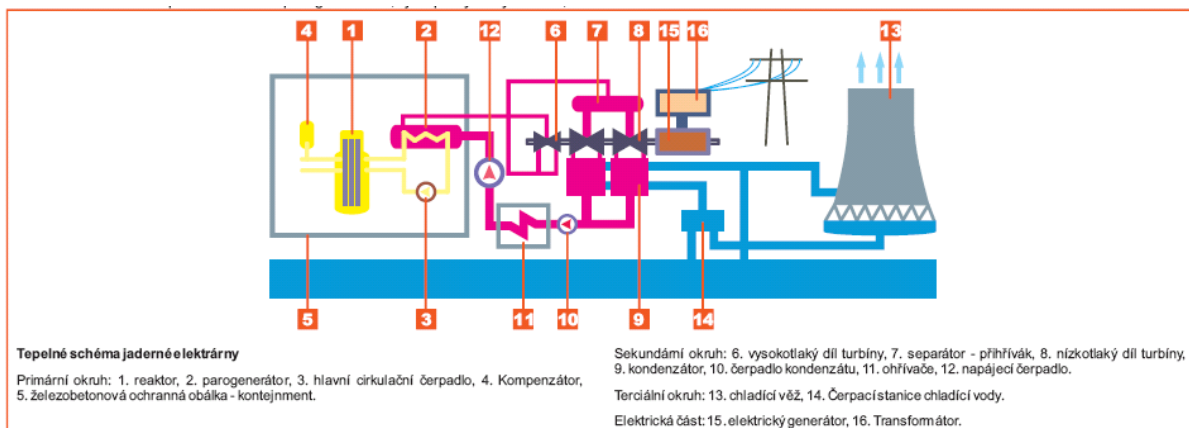 4 1 2 12 6 7 8 15 16 13
5 3 11 10 9 14
Tepelné schéma jaderné elektrárny
Primární okruh: 1. reaktor, 2. parogenerátor, 3. hlavní cirkulační čerpadlo, 4. Kompenzátor,
5. železobetonová ochranná obálka - kontejnment.
Sekundární okruh: 6. vysokotlaký díl turbíny, 7. separátor - přihřívák, 8. nízkotlaký díl turbíny,
9. kondenzátor, 10. čerpadlo kondenzátu, 11. ohřívače, 12. napájecí čerpadlo.
Terciální okruh: 13. chladící věž, 14. Čerpací stanice chladící vody.
Elektrická část: 15. elektrický generátor, 16. Transformátor.